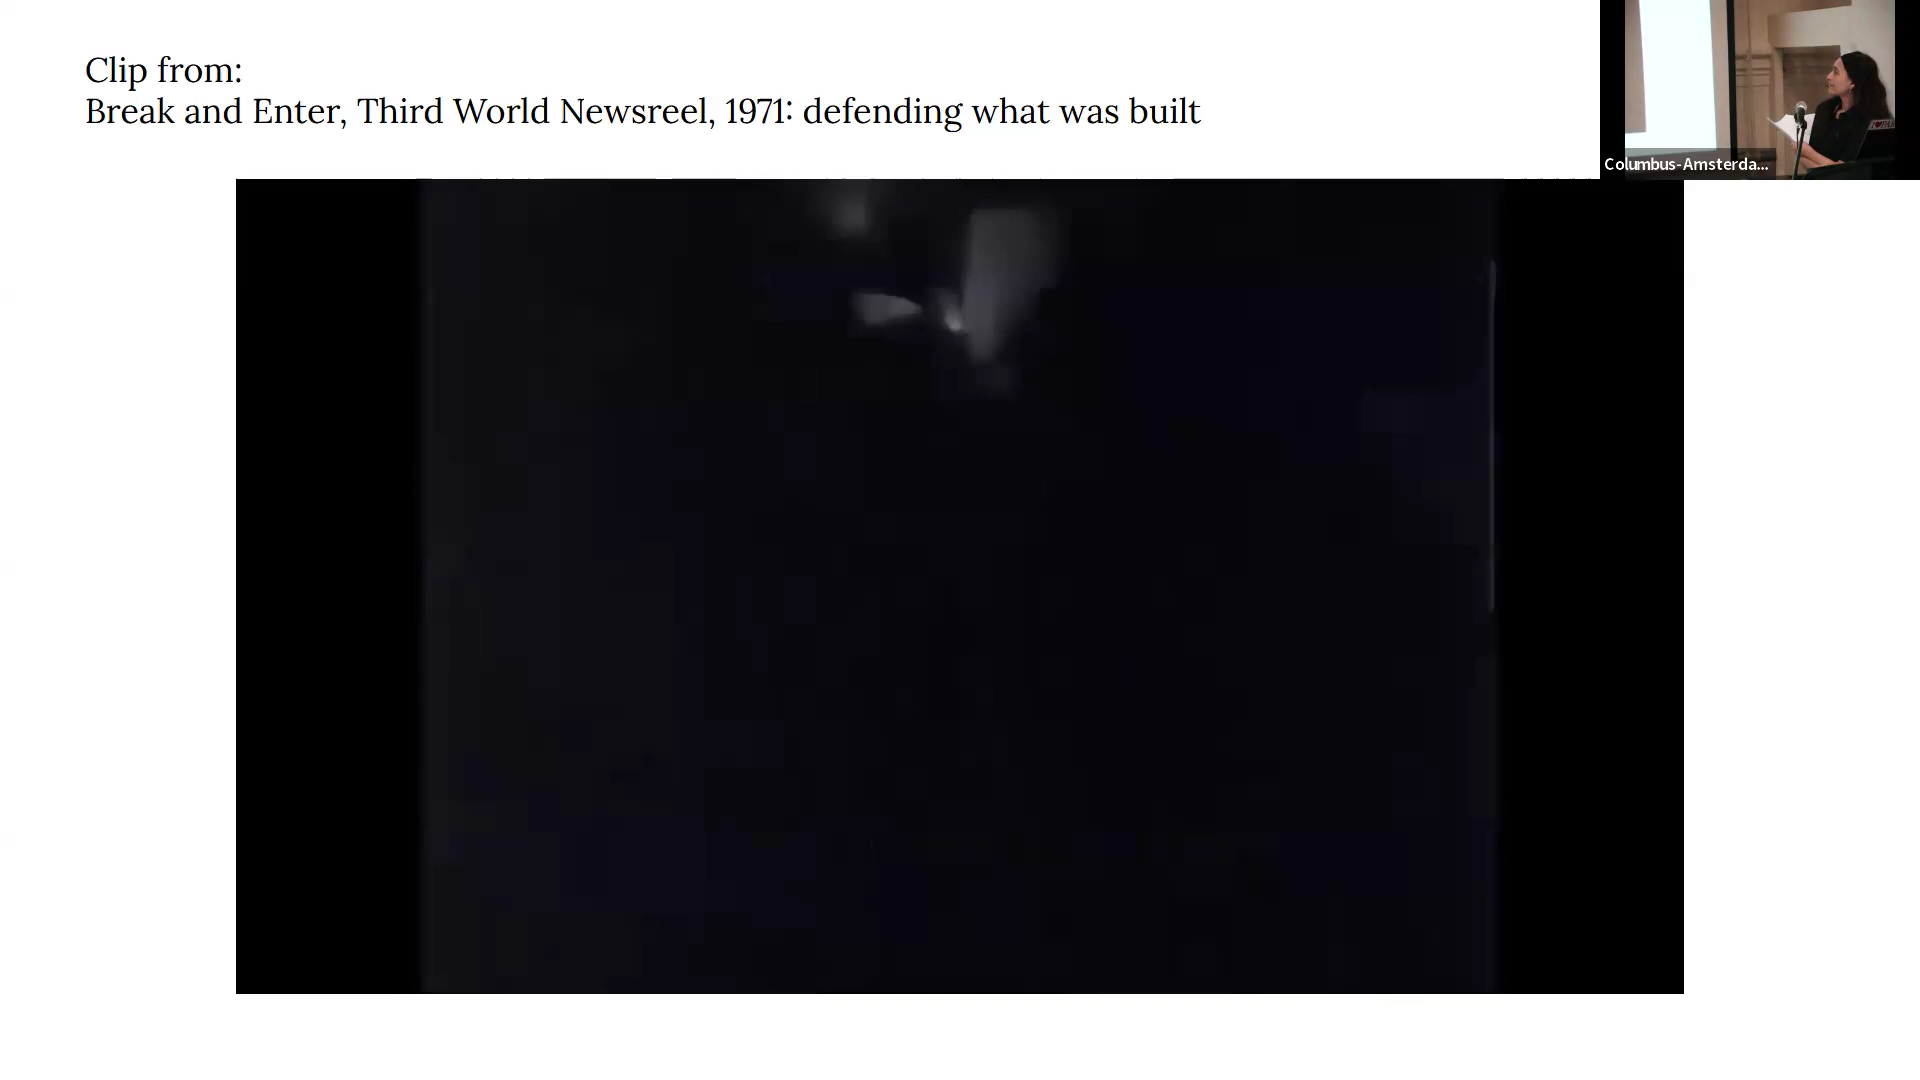 Clip from:
Break and Enter, Third World Newsreel, 1971: defending what was built
Columbus-Amsterda...